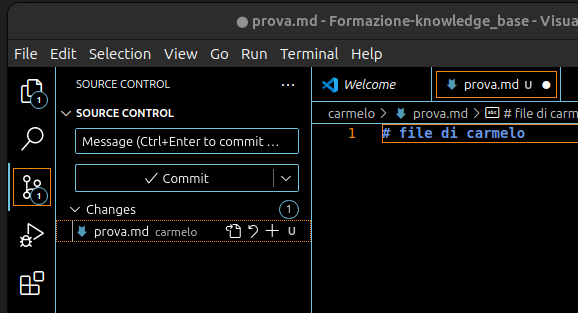 prova.md - Formazione-knowledge_base - Visua
File Edit Selection View Go Run Terminal Help
SOURCE CONTROL
SOURCE CONTROL
Message (Ctrl+Enter to commit ...
Commit
Changes 1
prova.md carmelo U
1
1
Welcome prova.md U
carmelo > prova.md > abc # file di carm
1 # file di carmelo